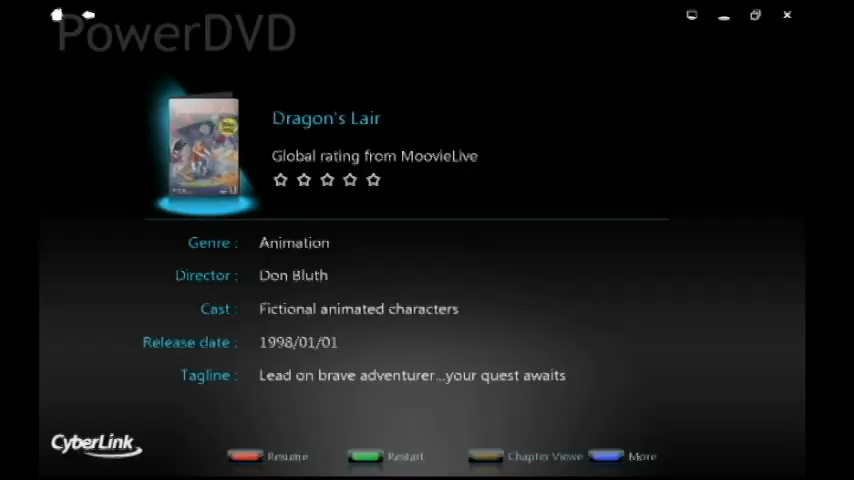 PowerDVD
Dragon's Lair
Global rating from MoovieLive
Genre : Animation
Director : Don Bluth
Cast : Fictional animated characters
Release date : 1998/01/01
Tagline : Lead on brave adventurer...your quest awaits
CyberLink
Resume Restart Chapter Viewe More